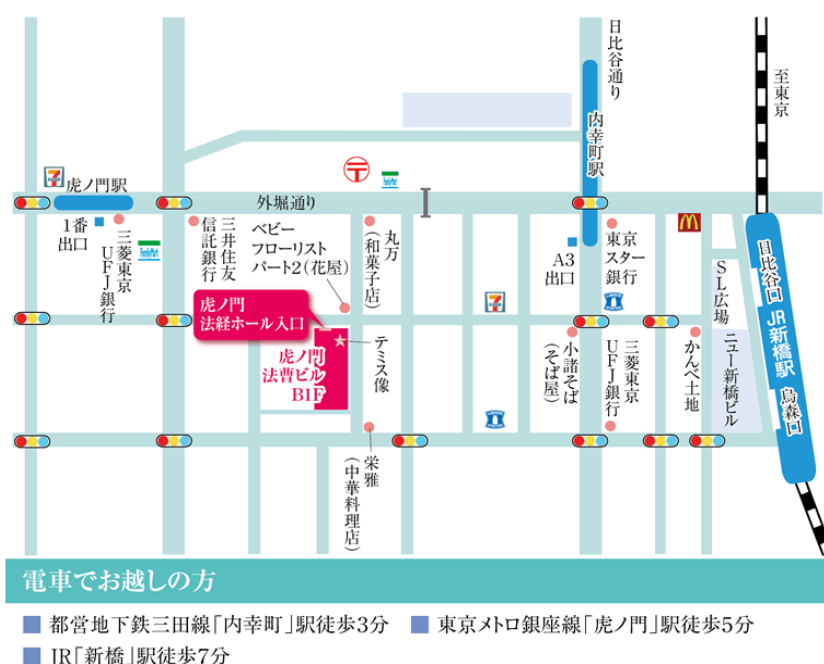 日比谷通り
至東京
内幸町駅
虎ノ門駅
外堀通り
1番
出口
三菱東京
UFJ銀行
FamilyMart
三井住友
信託銀行
ベビー
フローリスト
パート2(花屋)
丸万
(和菓子店)
FamilyMart
A3
出口
東京
スター
銀行
SL広場
日比谷口
JR新橋駅
烏森口
虎ノ門
法経ホール入口
虎ノ門
法曹ビル
B1F
テミス像
小諸そば
(そば屋)
三菱東京
UFJ銀行
かんべ土地
ニュー新橋ビル
栄雅
(中華料理店)
電車でお越しの方
都営地下鉄三田線「内幸町」駅徒歩3分
東京メトロ銀座線「虎ノ門」駅徒歩5分
JR「新橋」駅徒歩7分